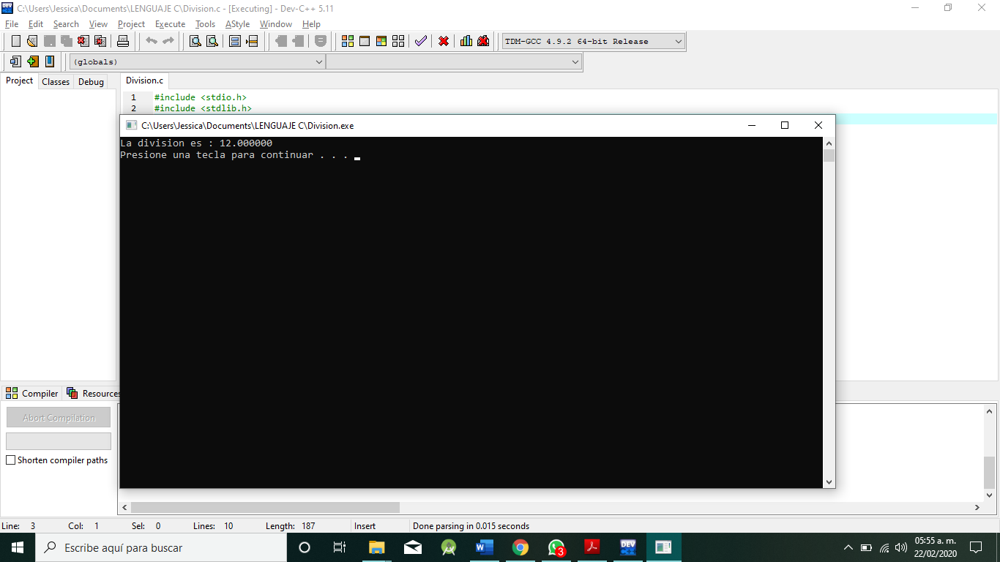 C:\Users\Jessica\Documents\LENGUAJE C\Division.c - [Executing] - Dev-C++ 5.11
File Edit Search View Project Execute Tools AStyle Window Help
TDM-GCC 4.9.2 64-bit Release
(globals)
Project Classes Debug
Division.c
1 #include <stdio.h>
2 #include <stdlib.h>
C:\Users\Jessica\Documents\LENGUAJE C\Division.exe
La division es : 12.000000
Presione una tecla para continuar . . .
Compiler Resources
Abort Compilation
Shorten compiler paths
Line: 3 Col: 1 Sel: 0 Lines: 10 Length: 187 Insert Done parsing in 0.015 seconds
Escribe aquí para buscar
W
3
DEV
05:55 a. m.
22/02/2020